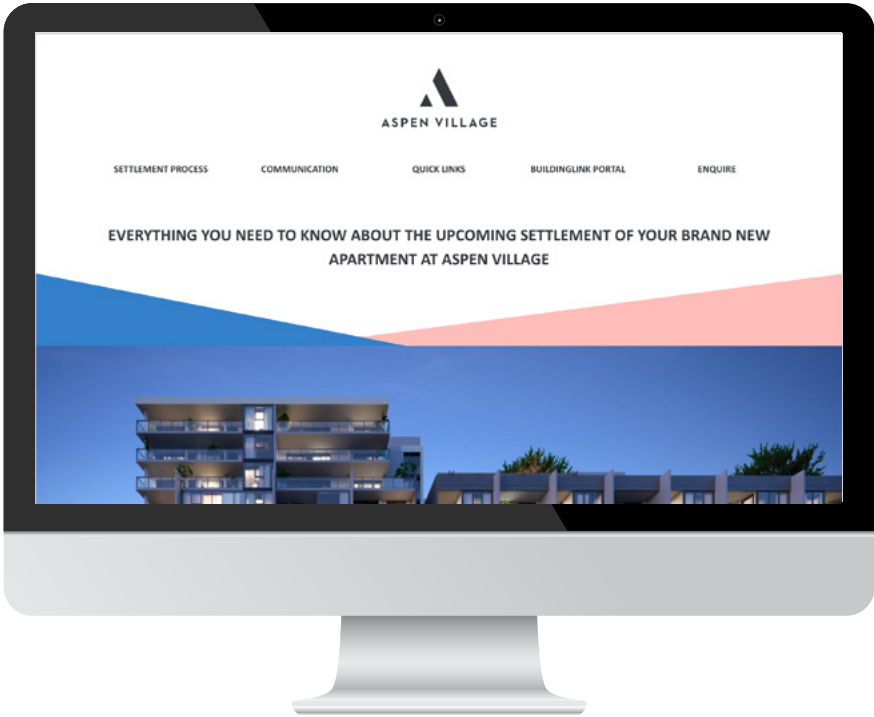 ASPEN VILLAGE
SETTLEMENT PROCESS COMMUNICATION QUICK LINKS BUILDINGLINK PORTAL ENQUIRE
EVERYTHING YOU NEED TO KNOW ABOUT THE UPCOMING SETTLEMENT OF YOUR BRAND NEW
APARTMENT AT ASPEN VILLAGE